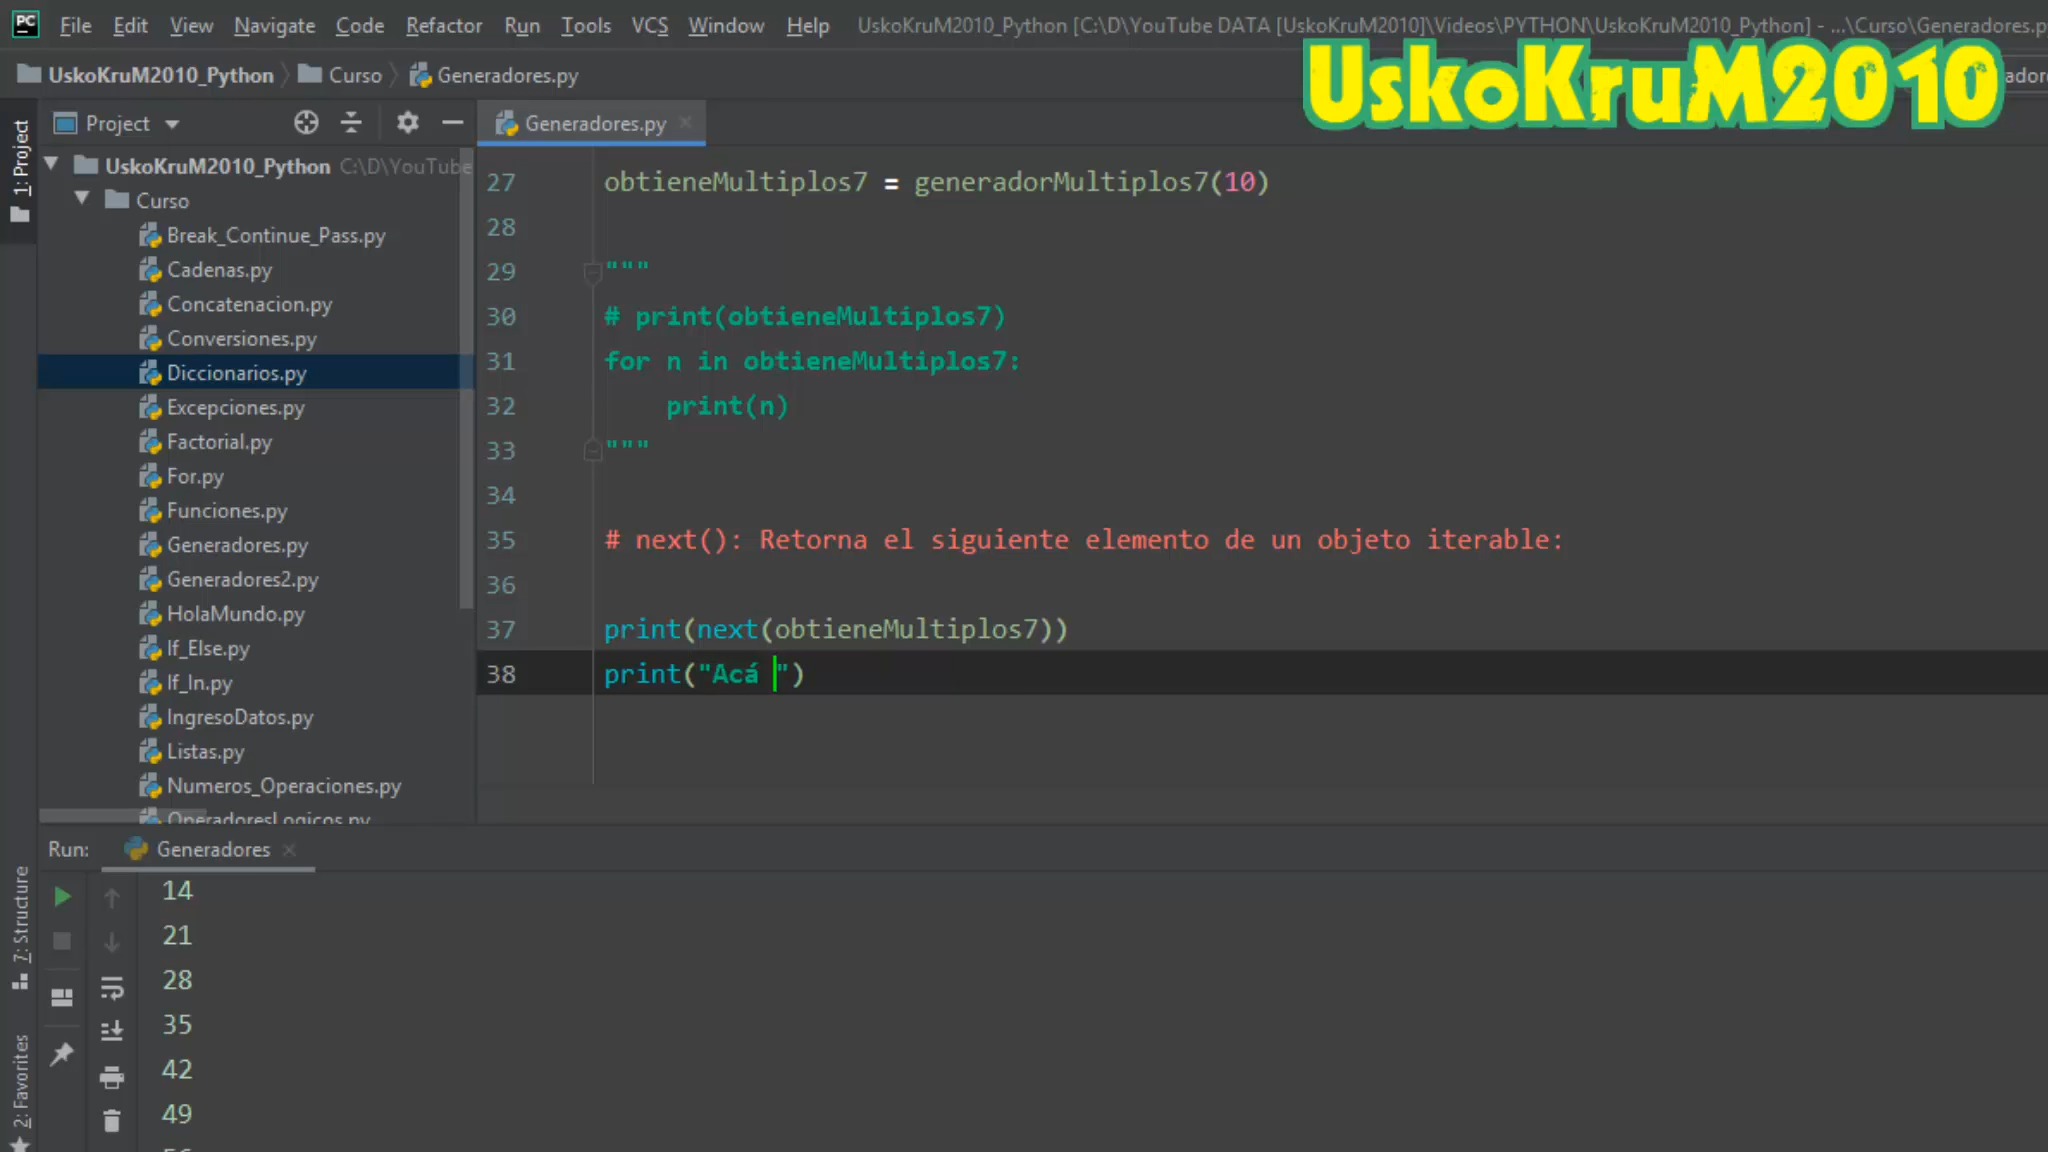 PC File Edit View Navigate Code Refactor Run Tools VCS Window Help UskoKruM2010_Python [C:\D\YouTube DATA [UskoKruM2010]\Videos\PYTHON\UskoKruM2010_Python] - ...\Curso\Generadores.py
UskoKruM2010
UskoKruM2010_Python Curso Generadores.py
1: Project
Project
Generadores.py
UskoKruM2010_Python C:\D\YouTube
Curso
Break_Continue_Pass.py
Cadenas.py
Concatenacion.py
Conversiones.py
Diccionarios.py
Excepciones.py
Factorial.py
For.py
Funciones.py
Generadores.py
Generadores2.py
HolaMundo.py
If_Else.py
If_In.py
IngresoDatos.py
Listas.py
Numeros_Operaciones.py
OperadoresLogicos.py
27 obtieneMultiplos7 = generadorMultiplos7(10)
28
29 """
30 # print(obtieneMultiplos7)
31 for n in obtieneMultiplos7:
32 print(n)
33 """
34
35 # next(): Retorna el siguiente elemento de un objeto iterable:
36
37 print(next(obtieneMultiplos7))
38 print("Acá ")
Run: Generadores
7: Structure
2: Favorites
14
21
28
35
42
49